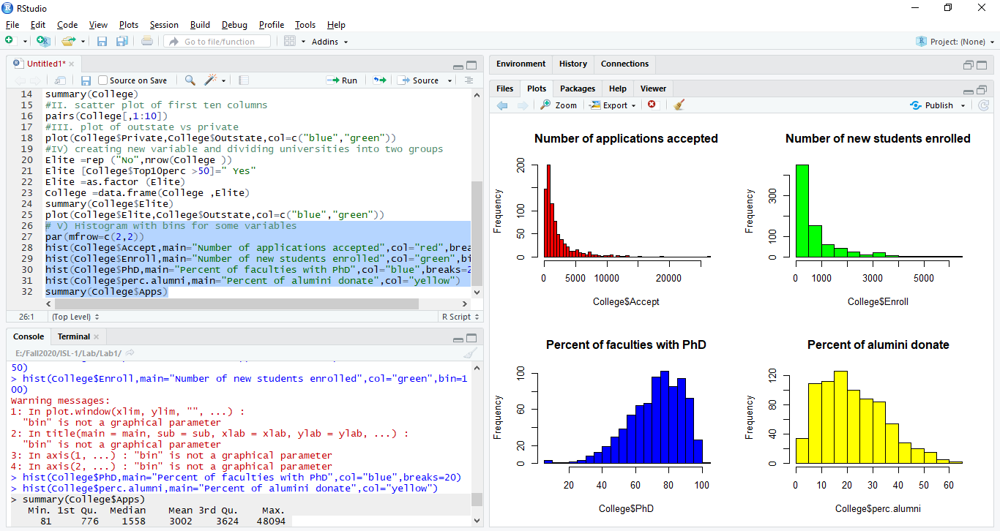 RStudio
File Edit Code View Plots Session Build Debug Profile Tools Help
Go to file/function Addins Project: (None)
Untitled1*
Source on Save Run Source
14 summary(College)
15 #II. scatter plot of first ten columns
16 pairs(College[,1:10])
17 #III. plot of outstate vs private
18 plot(College$Private,College$Outstate,col=c("blue","green"))
19 #IV) creating new variable and dividing universities into two groups
20 Elite =rep ("No",nrow(College ))
21 Elite [College$Top10perc >50]=" Yes"
22 Elite =as.factor (Elite)
23 College =data.frame(College ,Elite)
24 summary(College$Elite)
25 plot(College$Elite,College$Outstate,col=c("blue","green"))
26 # V) Histogram with bins for some variables
27 par(mfrow=c(2,2))
28 hist(College$Accept,main="Number of applications accepted",col="red",brea
29 hist(College$Enroll,main="Number of new students enrolled",col="green",bi
30 hist(College$PhD,main="Percent of faculties with PhD",col="blue",breaks=2
31 hist(College$perc.alumni,main="Percent of alumini donate",col="yellow")
32 summary(College$Apps)
26:1 (Top Level) R Script
Console Terminal
E:/Fall2020/ISL-1/Lab/Lab1/
50)
> hist(College$Enroll,main="Number of new students enrolled",col="green",bin=1
00)
Warning messages:
1: In plot.window(xlim, ylim, "", ...) :
"bin" is not a graphical parameter
2: In title(main = main, sub = sub, xlab = xlab, ylab = ylab, ...) :
"bin" is not a graphical parameter
3: In axis(1, ...) : "bin" is not a graphical parameter
4: In axis(2, ...) : "bin" is not a graphical parameter
> hist(College$PhD,main="Percent of faculties with PhD",col="blue",breaks=20)
> hist(College$perc.alumni,main="Percent of alumini donate",col="yellow")
> summary(College$Apps)
Min. 1st Qu. Median Mean 3rd Qu. Max.
81 776 1558 3002 3624 48094
Environment History Connections
Files Plots Packages Help Viewer
Zoom Export Publish
Number of applications accepted
Frequency
200
100
50
0
0 5000 10000 20000
College$Accept
Number of new students enrolled
Frequency
300
100
0
0 1000 3000 5000
College$Enroll
Percent of faculties with PhD
Frequency
100
60
20
0
20 40 60 80 100
College$PhD
Percent of alumini donate
Frequency
120
80
40
0
0 10 20 30 40 50 60
College$perc.alumni